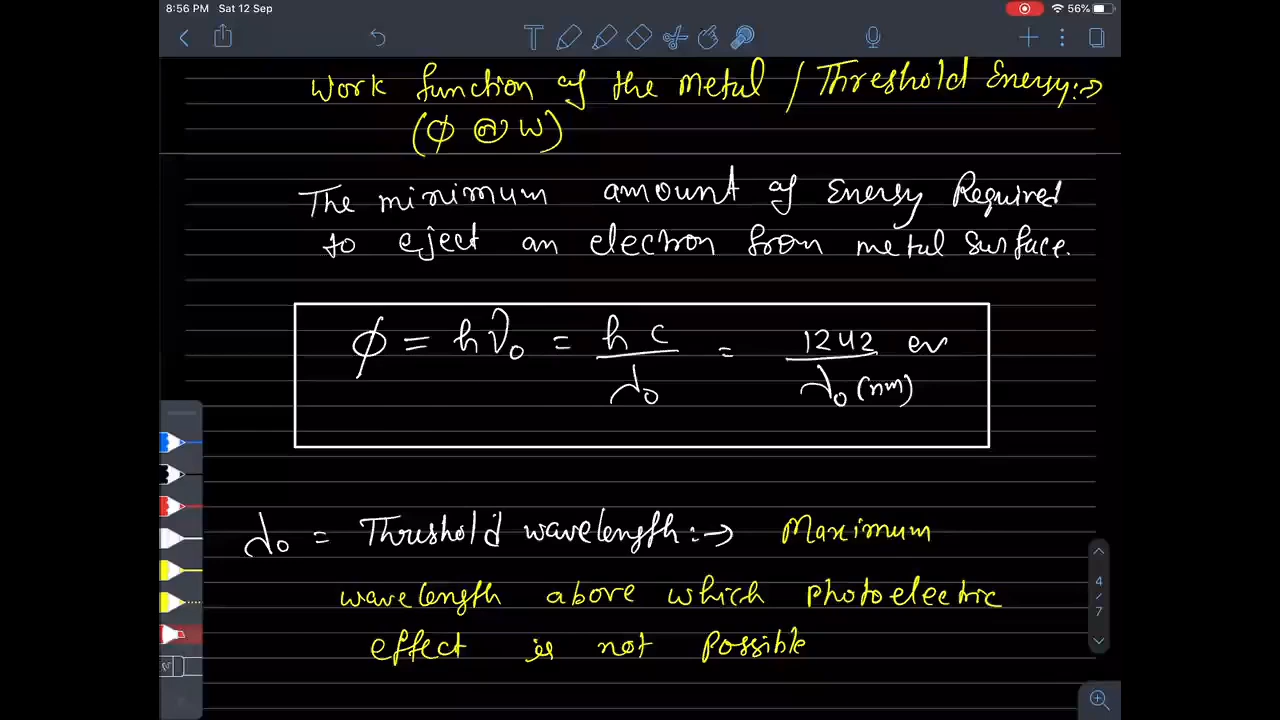 8:56 PM Sat 12 Sep 56%
Work function of the Metal / Threshold Energy:→
(ϕ or W)
The minimum amount of Energy Required
to eject an electron from metal surface.
ϕ = hν₀ = hc/λ₀ = 1242/λ₀(nm) ev
λ₀ = Threshold wavelength:→ Maximum
wavelength above which photoelectric
effect is not possible
4/7